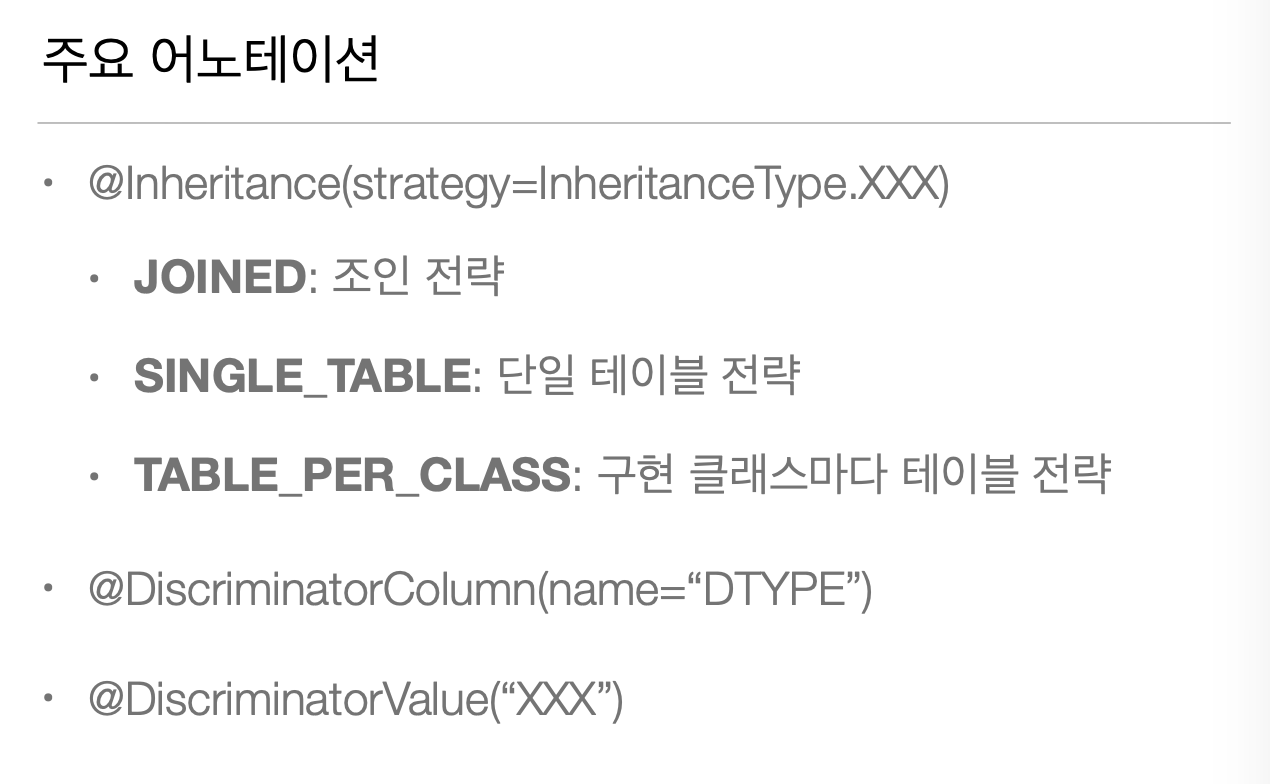 주요 어노테이션
• @Inheritance(strategy=InheritanceType.XXX)
• JOINED: 조인 전략
• SINGLE_TABLE: 단일 테이블 전략
• TABLE_PER_CLASS: 구현 클래스마다 테이블 전략
• @DiscriminatorColumn(name=“DTYPE”)
• @DiscriminatorValue(“XXX”)